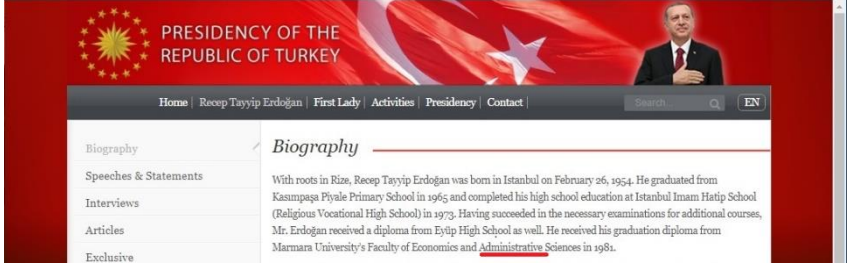 PRESIDENCY OF THE
REPUBLIC OF TURKEY
Home | Recep Tayyip Erdoğan | First Lady | Activities | Presidency | Contact |
Search...
EN
Biography
Speeches & Statements
Interviews
Articles
Exclusive
Biography
With roots in Rize, Recep Tayyip Erdoğan was born in Istanbul on February 26, 1954. He graduated from
Kasımpaşa Piyale Primary School in 1965 and completed his high school education at Istanbul Imam Hatip School
(Religious Vocational High School) in 1973. Having succeeded in the necessary examinations for additional courses,
Mr. Erdoğan received a diploma from Eyüp High School as well. He received his graduation diploma from
Marmara University's Faculty of Economics and Administrative Sciences in 1981.